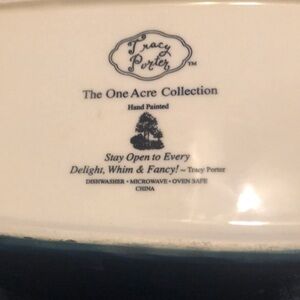 Tracy
Porter TM
The One Acre Collection
Hand Painted
Stay Open to Every
Delight, Whim & Fancy! ~ Tracy Porter
DISHWASHER • MICROWAVE • OVEN SAFE
CHINA